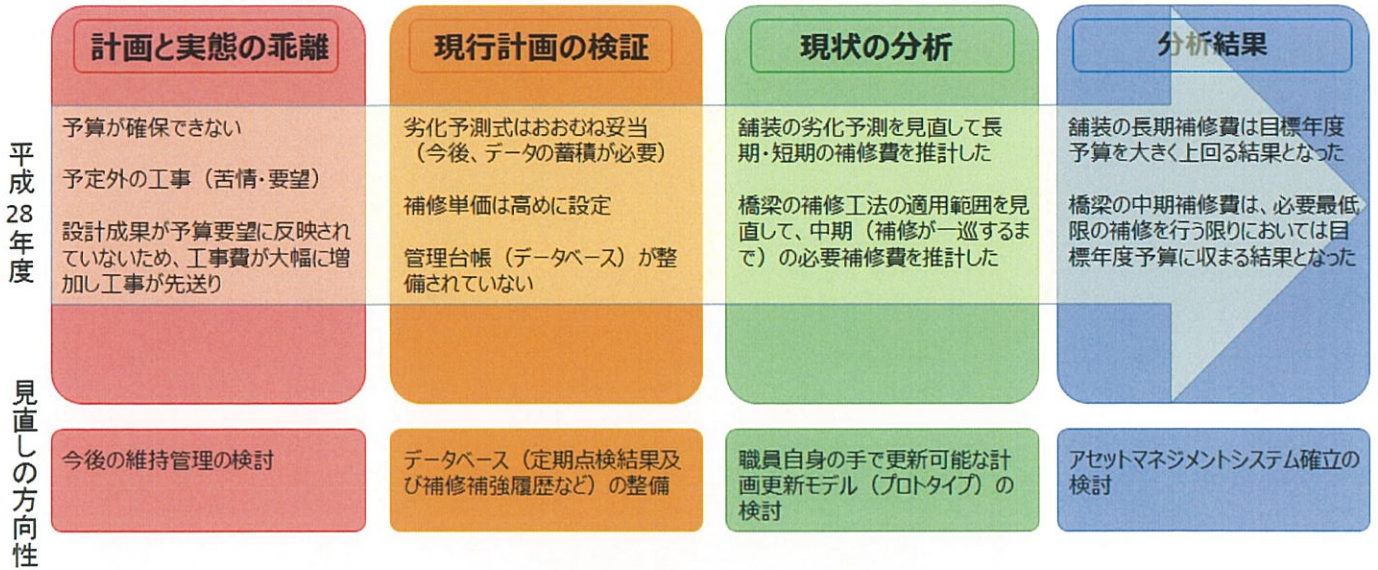 計画と実態の乖離
予算が確保できない
予定外の工事（苦情・要望）
設計成果が予算要望に反映され
ていないため、工事費が大幅に増
加し工事が先送り
現行計画の検証
劣化予測式はおおむね妥当
（今後、データの蓄積が必要）
補修単価は高めに設定
管理台帳（データベース）が整
備されていない
現状の分析
舗装の劣化予測を見直して長
期・短期の補修費を推計した
橋梁の補修工法の適用範囲を見
直して、中期（補修が一巡するま
で）の必要補修費を推計した
分析結果
舗装の長期補修費は目標年度
予算を大きく上回る結果となった
橋梁の中期補修費は、必要最低
限の補修を行う限りにおいては目
標年度予算に収まる結果となった
平成28年度
見直しの方向性
今後の維持管理の検討
データベース（定期点検結果及
び補修補強履歴など）の整備
職員自身の手で更新可能な計
画更新モデル（プロトタイプ）の
検討
アセットマネジメントシステム確立の
検討